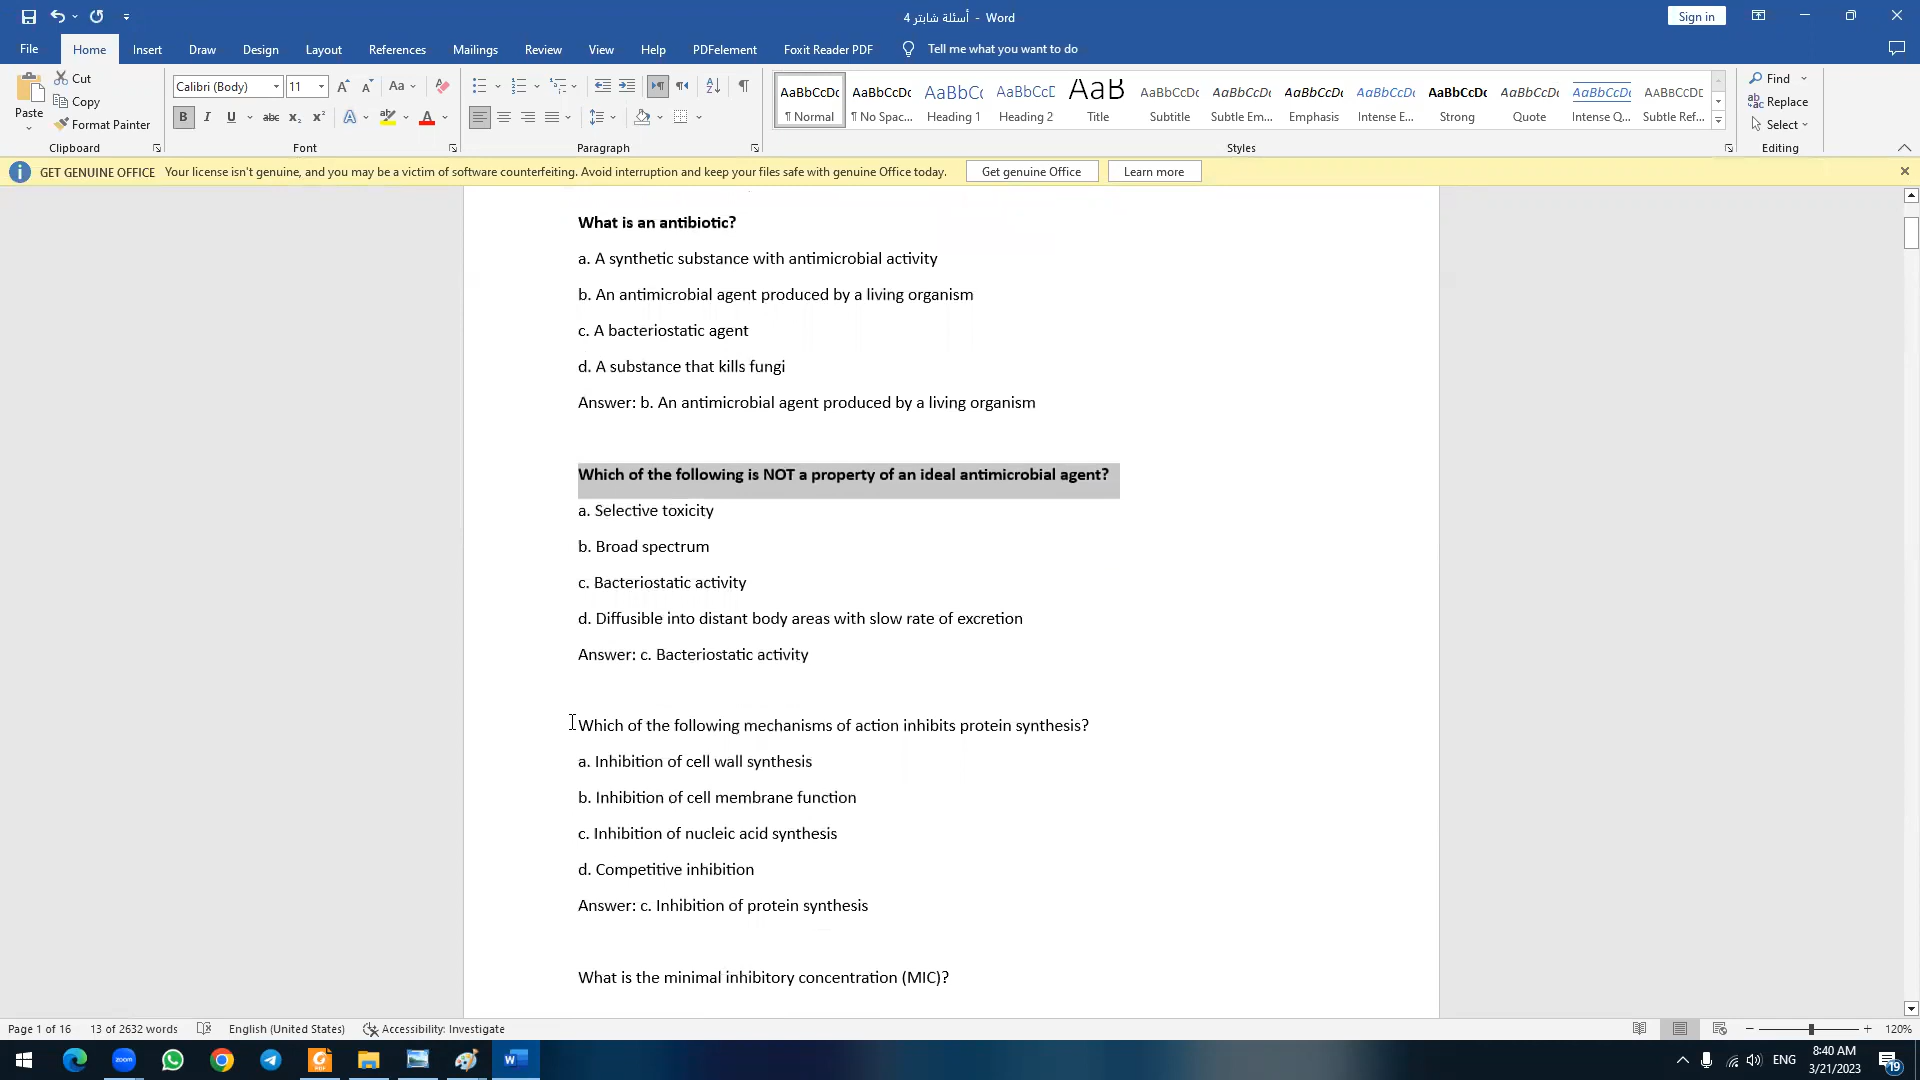 أسئلة شابتر 4 - Word
Sign in
File Home Insert Draw Design Layout References Mailings Review View Help PDFelement Foxit Reader PDF Tell me what you want to do
Paste
Cut
Copy
Format Painter
Clipboard
Calibri (Body) 11
Font
Paragraph
AaBbCcDc ¶ Normal
AaBbCcDc ¶ No Spac...
AaBbCc Heading 1
AaBbCcD Heading 2
AaB Title
AaBbCcD Subtitle
AaBbCcDc Subtle Em...
AaBbCcDc Emphasis
AaBbCcDc Intense E...
AaBbCcDc Strong
AaBbCcDc Quote
AaBbCcDc Intense Q...
AaBbCcDc Subtle Ref...
Styles
Find
Replace
Select
Editing
GET GENUINE OFFICE Your license isn't genuine, and you may be a victim of software counterfeiting. Avoid interruption and keep your files safe with genuine Office today. Get genuine Office Learn more
What is an antibiotic?
a. A synthetic substance with antimicrobial activity
b. An antimicrobial agent produced by a living organism
c. A bacteriostatic agent
d. A substance that kills fungi
Answer: b. An antimicrobial agent produced by a living organism
Which of the following is NOT a property of an ideal antimicrobial agent?
a. Selective toxicity
b. Broad spectrum
c. Bacteriostatic activity
d. Diffusible into distant body areas with slow rate of excretion
Answer: c. Bacteriostatic activity
Which of the following mechanisms of action inhibits protein synthesis?
a. Inhibition of cell wall synthesis
b. Inhibition of cell membrane function
c. Inhibition of nucleic acid synthesis
d. Competitive inhibition
Answer: c. Inhibition of protein synthesis
What is the minimal inhibitory concentration (MIC)?
Page 1 of 16 13 of 2632 words English (United States) Accessibility: Investigate 120%
ENG
8:40 AM
3/21/2023
19